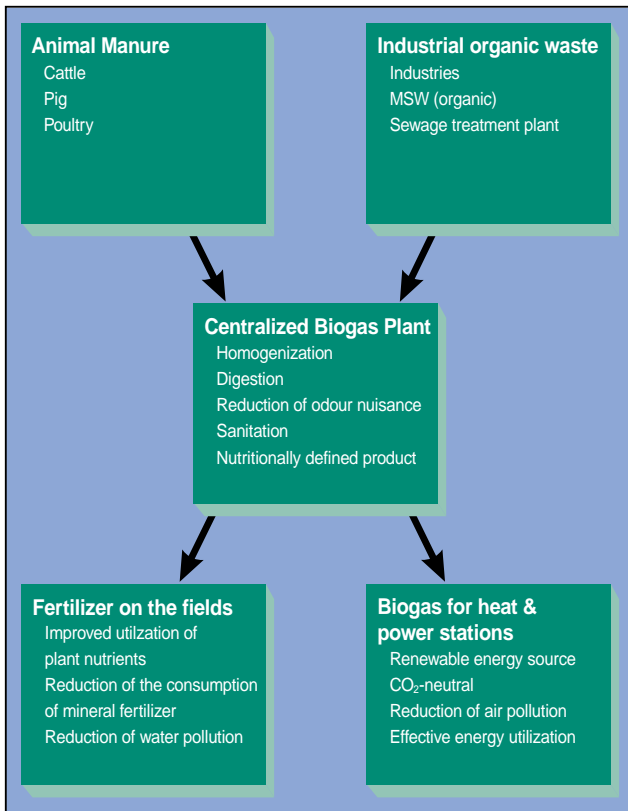 Animal Manure
Cattle
Pig
Poultry
Industrial organic waste
Industries
MSW (organic)
Sewage treatment plant
Centralized Biogas Plant
Homogenization
Digestion
Reduction of odour nuisance
Sanitation
Nutritionally defined product
Fertilizer on the fields
Improved utilzation of
plant nutrients
Reduction of the consumption
of mineral fertilizer
Reduction of water pollution
Biogas for heat &
power stations
Renewable energy source
CO₂-neutral
Reduction of air pollution
Effective energy utilization